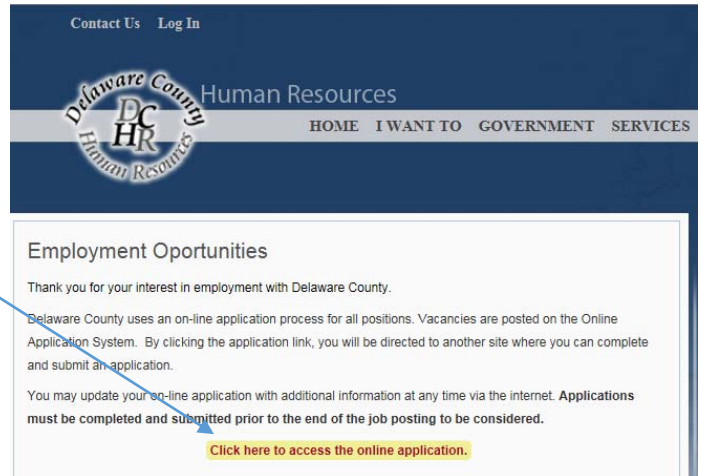 Contact Us Log In
Delaware County
DC
HR
Human Resources
Human Resources
HOME I WANT TO GOVERNMENT SERVICES
Employment Oportunities
Thank you for your interest in employment with Delaware County.
Delaware County uses an on-line application process for all positions. Vacancies are posted on the Online
Application System. By clicking the application link, you will be directed to another site where you can complete
and submit an application.
You may update your on-line application with additional information at any time via the internet. Applications
must be completed and submitted prior to the end of the job posting to be considered.
Click here to access the online application.